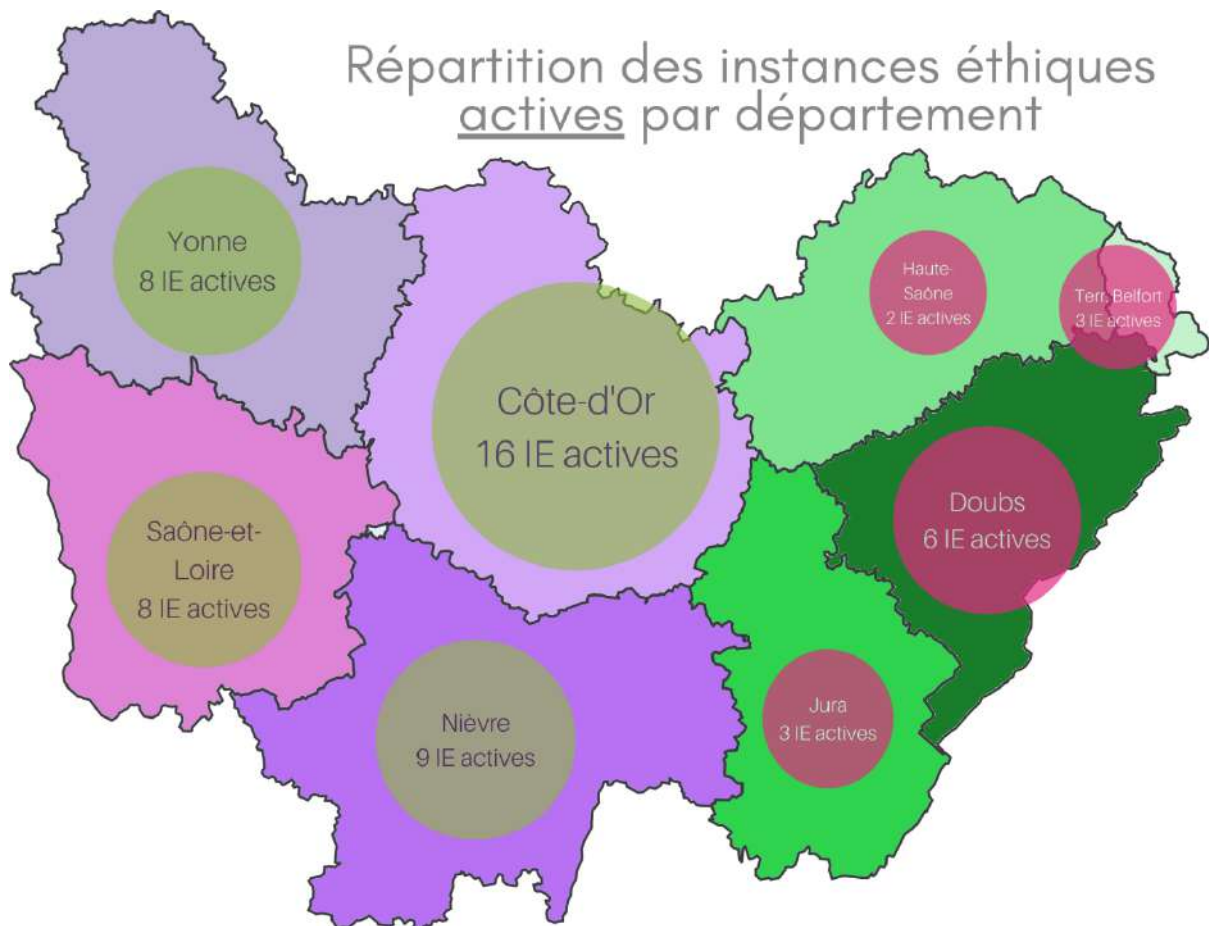 Répartition des instances éthiques
actives par département
Yonne
8 IE actives
Haute-
Saône
2 IE actives
Terr. Belfort
3 IE actives
Côte-d'Or
16 IE actives
Saône-et-
Loire
8 IE actives
Doubs
6 IE actives
Nièvre
9 IE actives
Jura
3 IE actives